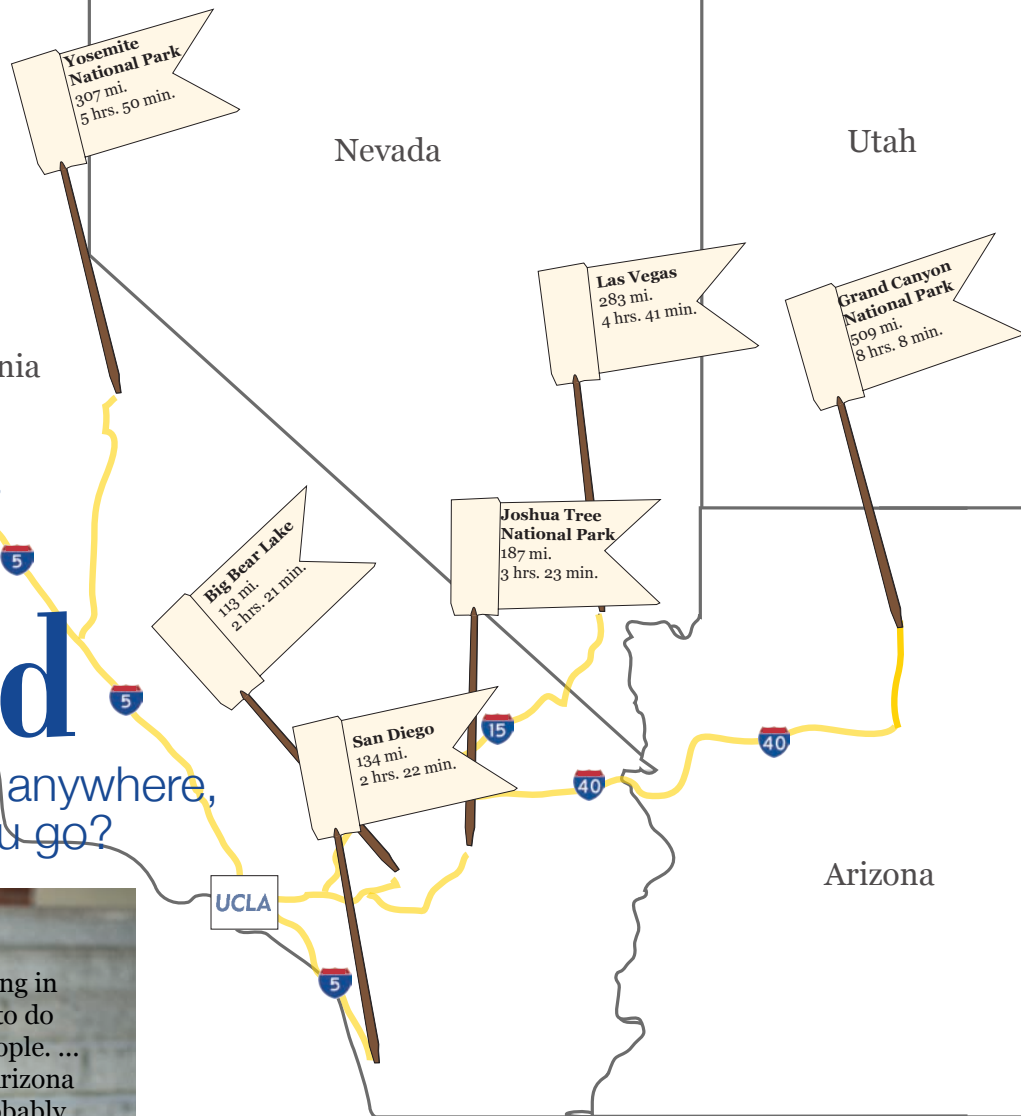 Yosemite
National Park
307 mi.
5 hrs. 50 min.
Nevada
Utah
Las Vegas
283 mi.
4 hrs. 41 min.
Grand Canyon
National Park
509 mi.
8 hrs. 8 min.
nia
Joshua Tree
National Park
187 mi.
3 hrs. 23 min.
Big Bear Lake
113 mi.
2 hrs. 21 min.
5
d
5
San Diego
134 mi.
2 hrs. 22 min.
15
40
40
anywhere,
u go?
Arizona
UCLA
5
ing in
to do
ople. ...
rizona
obably